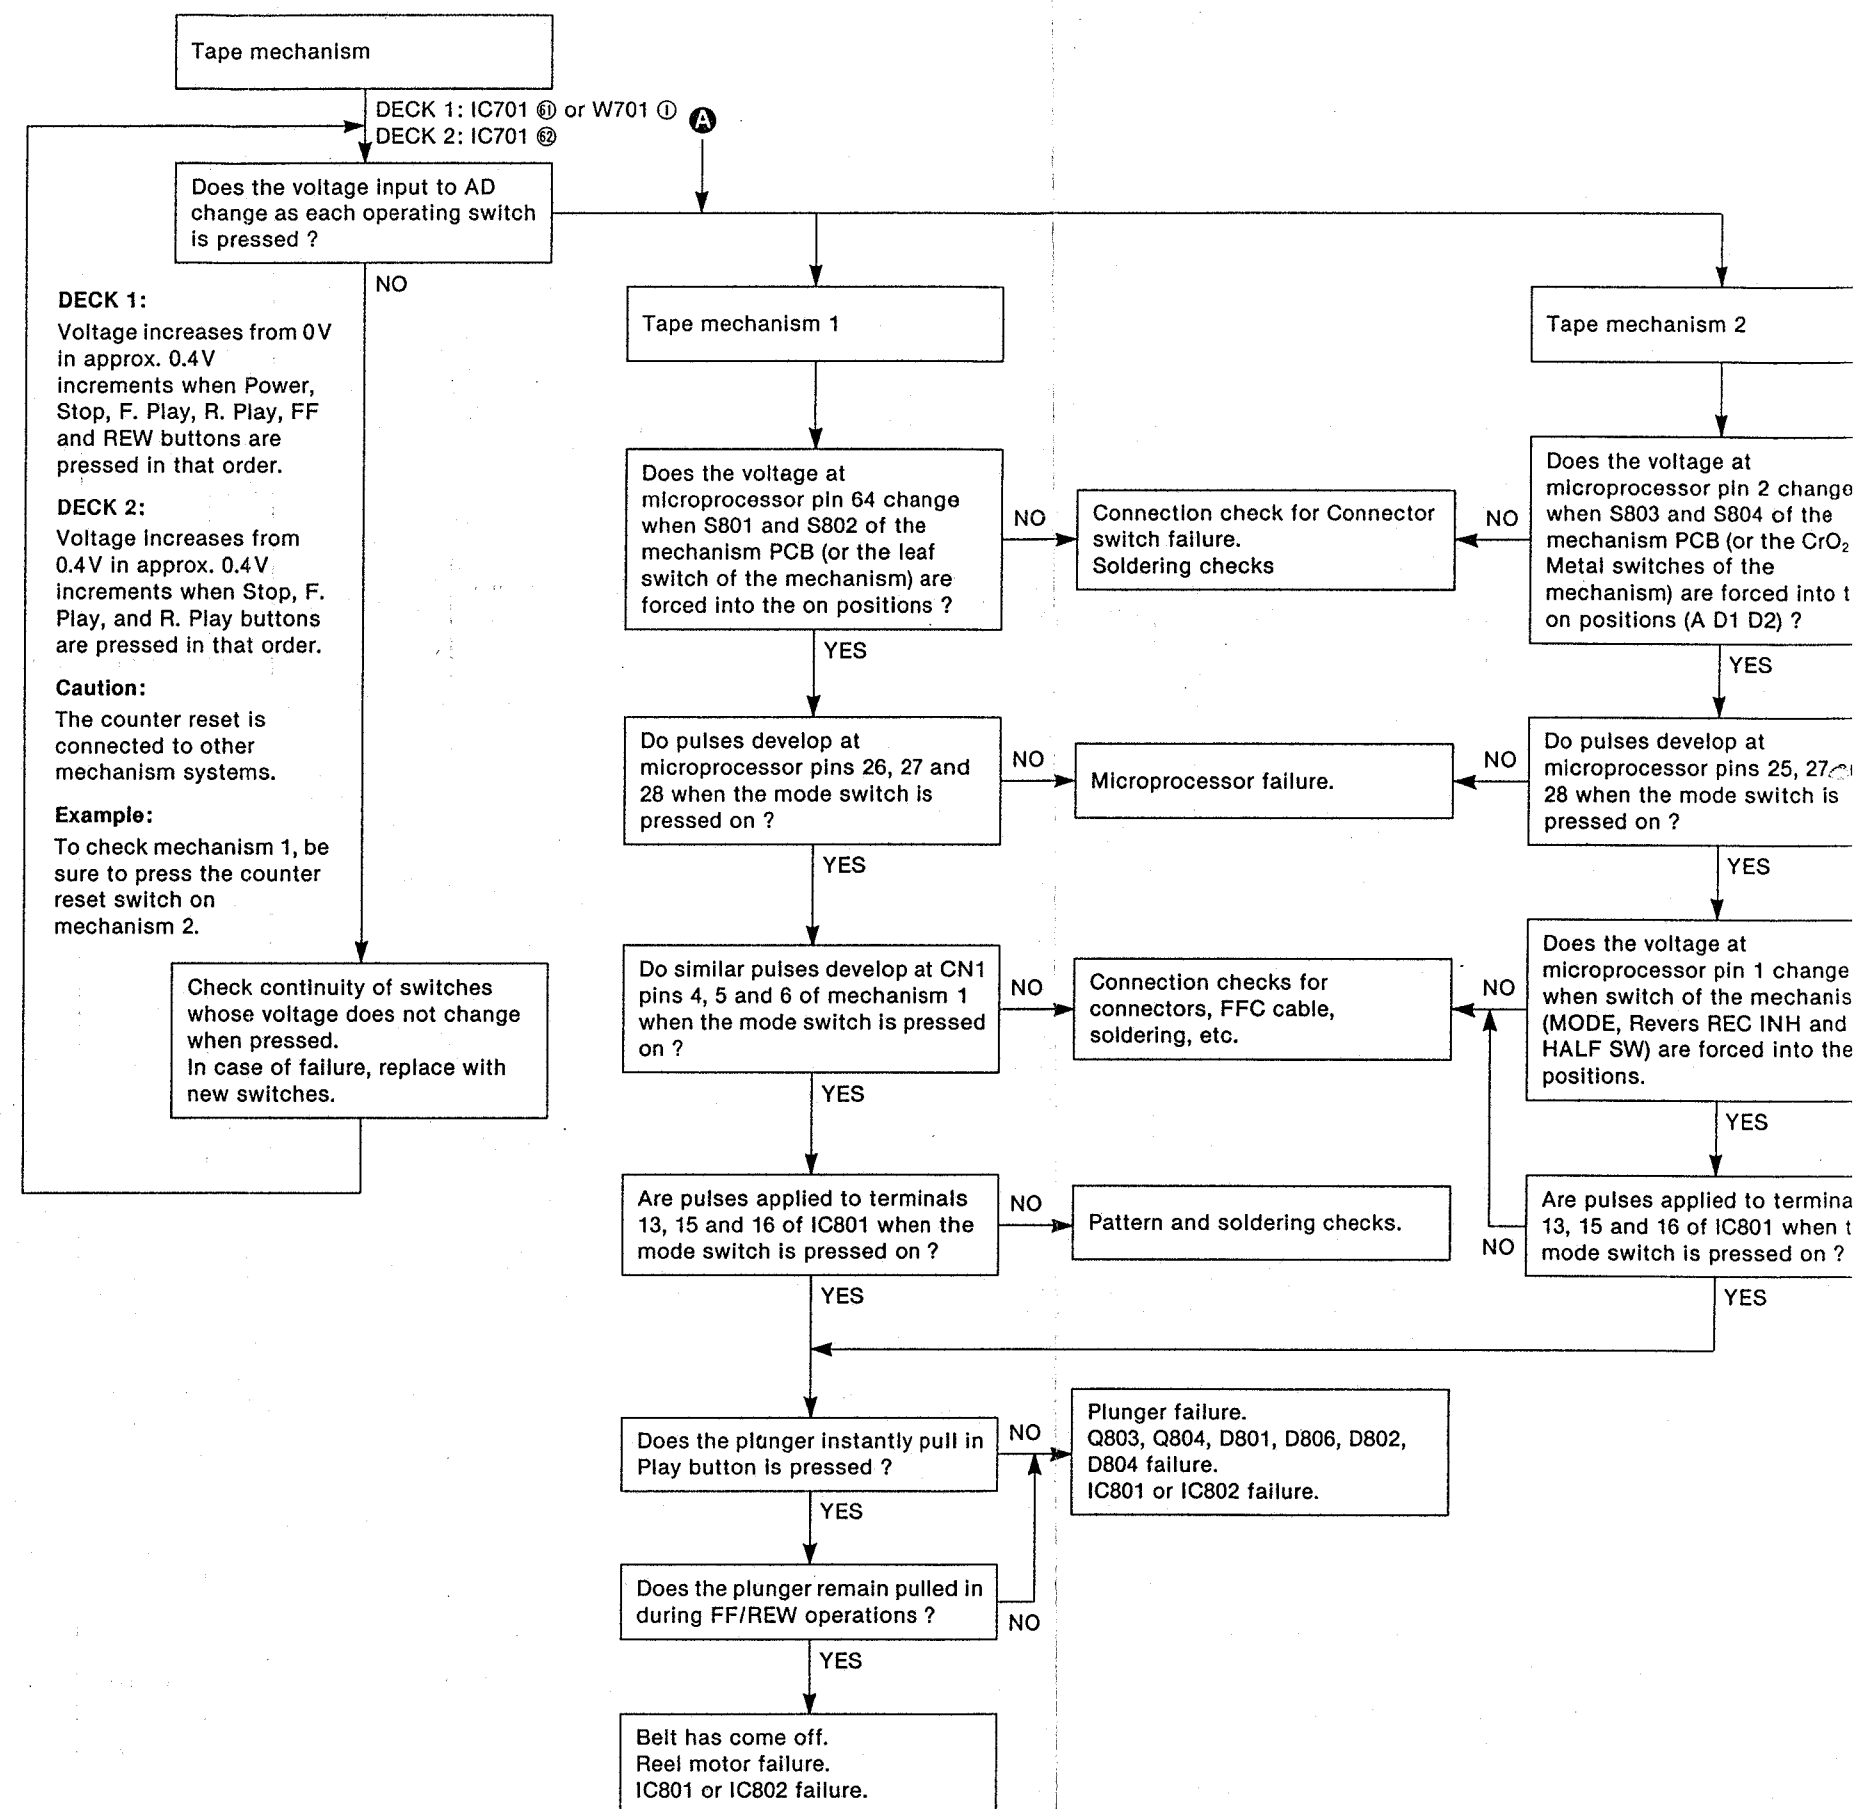 Tape mechanism
DECK 1: IC701 61 or W701 1
DECK 2: IC701 62
A
Does the voltage input to AD
change as each operating switch
is pressed ?
NO
DECK 1:
Voltage increases from 0V
in approx. 0.4V
increments when Power,
Stop, F. Play, R. Play, FF
and REW buttons are
pressed in that order.
DECK 2:
Voltage increases from
0.4V in approx. 0.4V
increments when Stop, F.
Play, and R. Play buttons
are pressed in that order.
Caution:
The counter reset is
connected to other
mechanism systems.
Example:
To check mechanism 1, be
sure to press the counter
reset switch on
mechanism 2.
Check continuity of switches
whose voltage does not change
when pressed.
In case of failure, replace with
new switches.
Tape mechanism 1
Does the voltage at
microprocessor pin 64 change
when S801 and S802 of the
mechanism PCB (or the leaf
switch of the mechanism) are
forced into the on positions ?
NO
YES
Do pulses develop at
microprocessor pins 26, 27 and
28 when the mode switch is
pressed on ?
NO
YES
Do similar pulses develop at CN1
pins 4, 5 and 6 of mechanism 1
when the mode switch is pressed
on ?
NO
YES
Are pulses applied to terminals
13, 15 and 16 of IC801 when the
mode switch is pressed on ?
NO
YES
Does the plunger instantly pull in
Play button is pressed ?
NO
YES
Does the plunger remain pulled in
during FF/REW operations ?
NO
YES
Belt has come off.
Reel motor failure.
IC801 or IC802 failure.
Connection check for Connector
switch failure.
Soldering checks
Microprocessor failure.
Connection checks for
connectors, FFC cable,
soldering, etc.
Pattern and soldering checks.
Plunger failure.
Q803, Q804, D801, D806, D802,
D804 failure.
IC801 or IC802 failure.
Tape mechanism 2
Does the voltage at
microprocessor pin 2 change
when S803 and S804 of the
mechanism PCB (or the CrO2
Metal switches of the
mechanism) are forced into t
on positions (A D1 D2) ?
NO
YES
Do pulses develop at
microprocessor pins 25, 27
28 when the mode switch is
pressed on ?
NO
YES
Does the voltage at
microprocessor pin 1 change
when switch of the mechanis
(MODE, Revers REC INH and
HALF SW) are forced into the
positions.
NO
YES
Are pulses applied to termina
13, 15 and 16 of IC801 when t
mode switch is pressed on ?
NO
YES